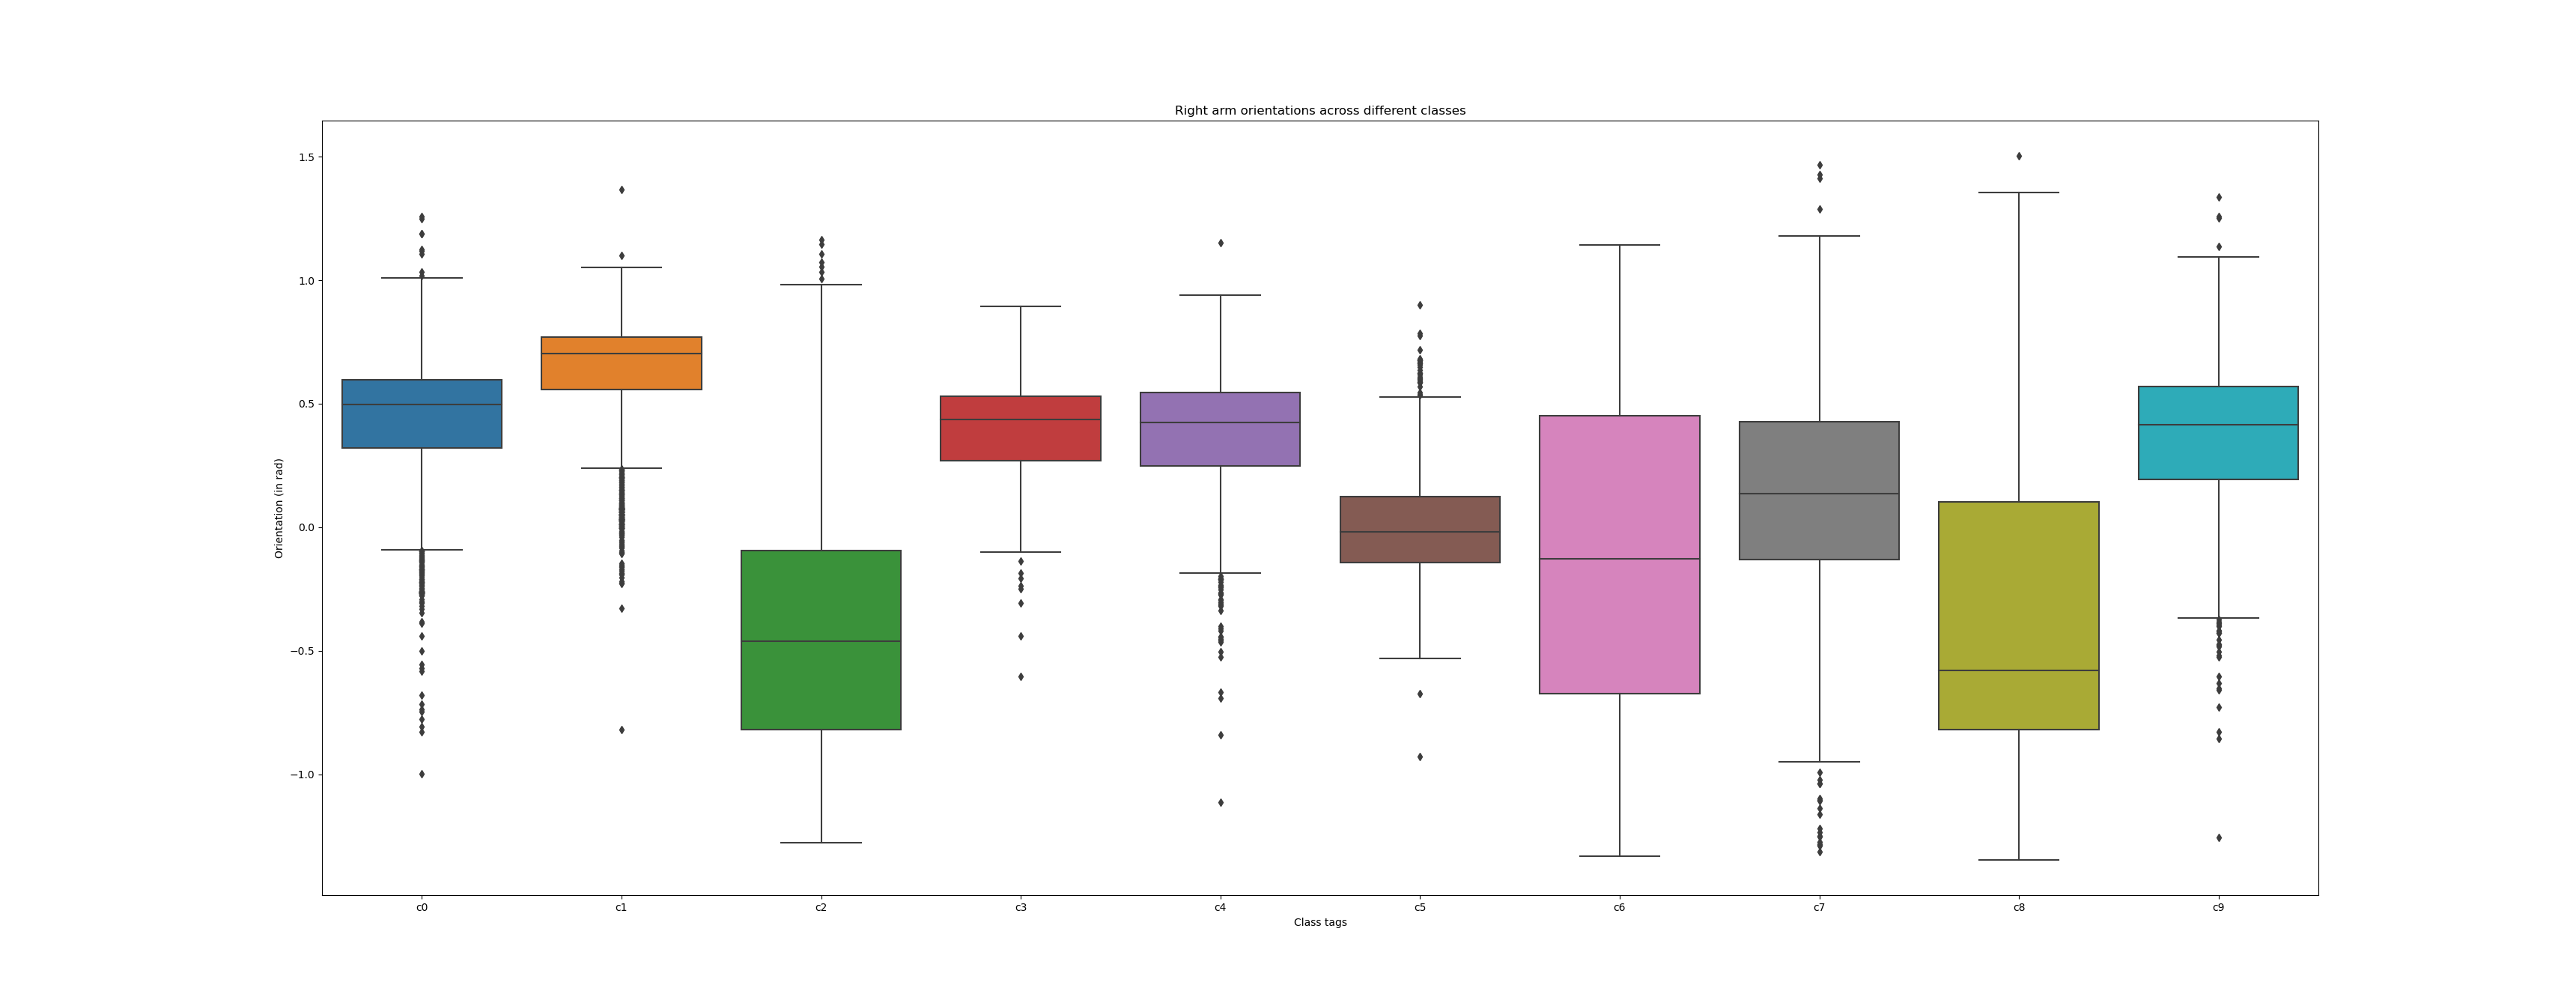 Right arm orientations across different classes
1.5
1.0
0.5
0.0
−0.5
−1.0
Orientation (in rad)
c0 c1 c2 c3 c4 c5 c6 c7 c8 c9
Class tags